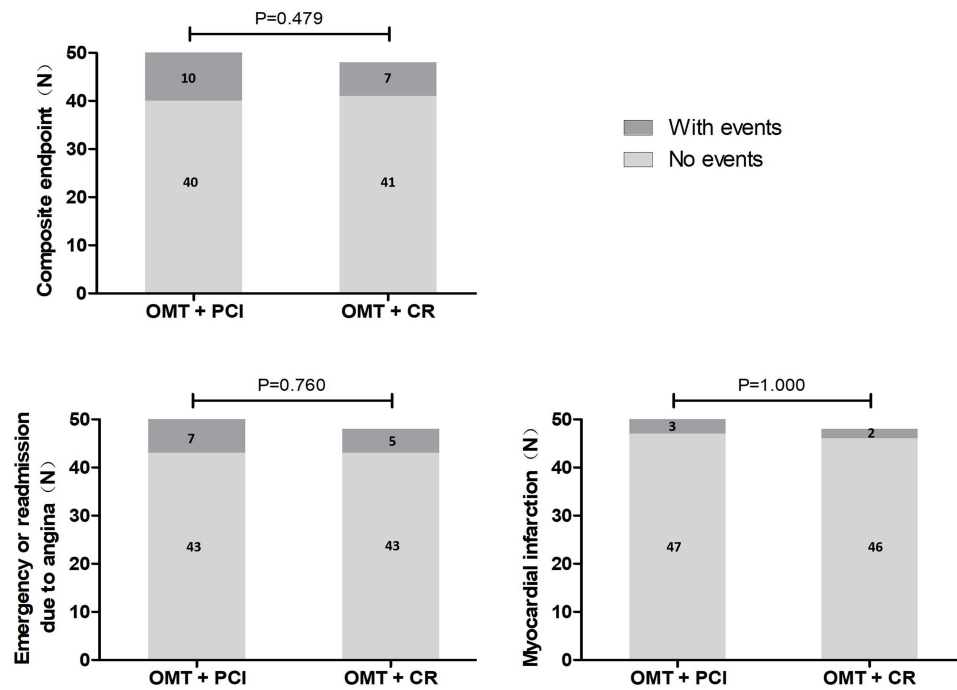 P=0.479
Composite endpoint（N）
50
40
30
20
10
0
10
7
40
41
OMT + PCI
OMT + CR
With events
No events
P=0.760
Emergency or readmission
due to angina（N）
50
40
30
20
10
0
7
5
43
43
OMT + PCI
OMT + CR
P=1.000
Myocardial infarction（N）
50
40
30
20
10
0
3
2
47
46
OMT + PCI
OMT + CR